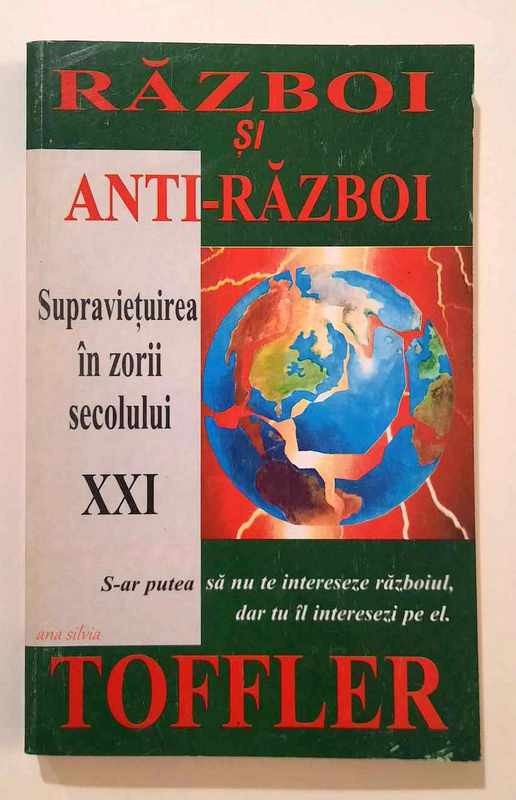 RĂZBOI
ȘI
ANTI-RĂZBOI
Supraviețuirea
în zorii
secolului
XXI
S-ar putea să nu te intereseze războiul,
dar tu îl interesezi pe el.
ana silvia
TOFFLER